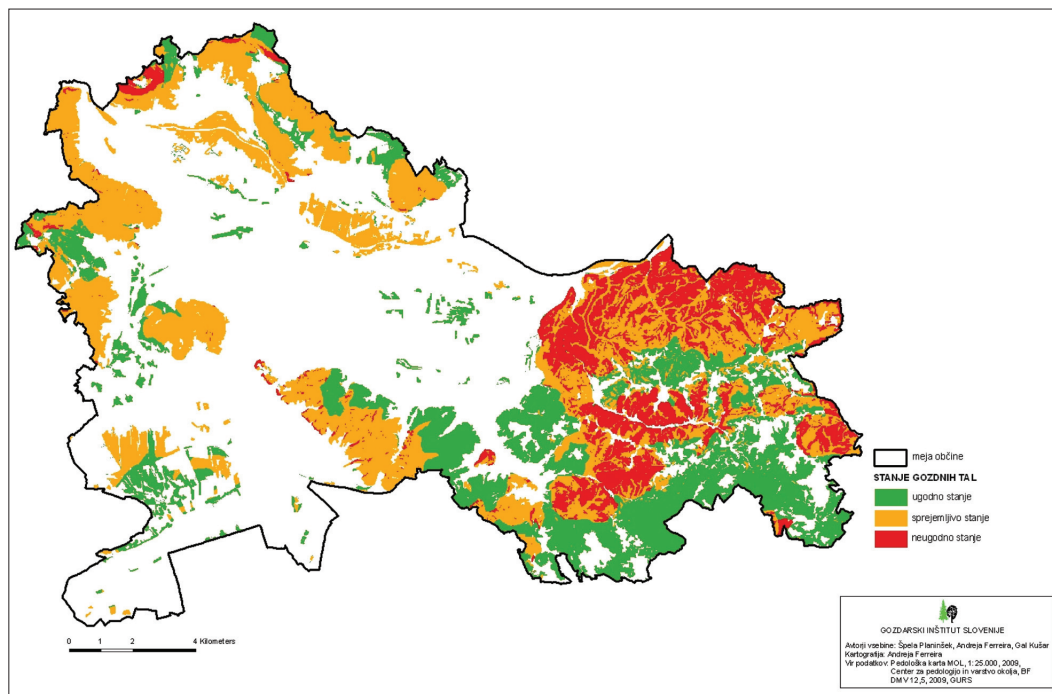 meja občine
STANJE GOZDNIH TAL
ugodno stanje
sprejemljivo stanje
neugodno stanje
0 1 2 4 Kilometers
GOZDARSKI INŠTITUT SLOVENIJE
Avtorji vsebine: Špela Planinšek, Andreja Ferreira, Gal Kušar
Kartografija: Andreja Ferreira
Vir podatkov: Pedološka karta MOL, 1:25.000, 2009,
Center za pedologijo in varstvo okolja, BF
DMV 12,5, 2009, GURS